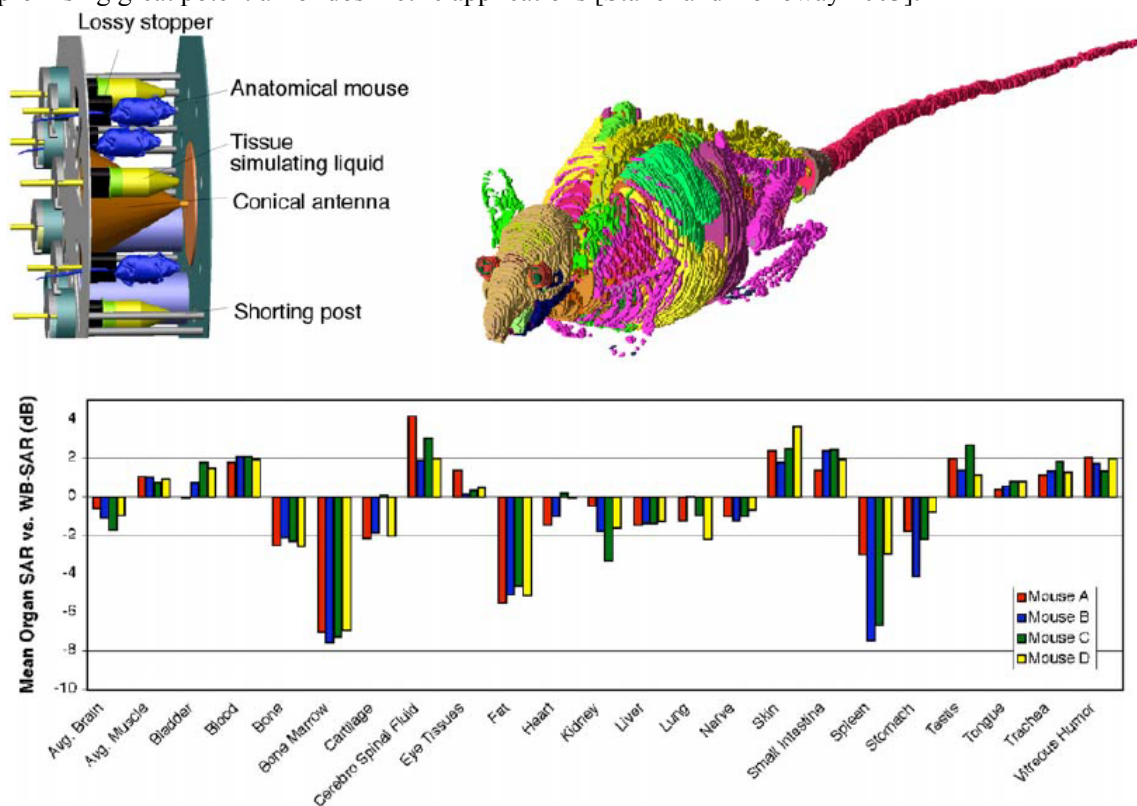 Lossy stopper
Anatomical mouse
Tissue
simulating liquid
Conical antenna
Shorting post
Mean Organ SAR vs. WB-SAR (dB)
4
2
0
-2
-4
-6
-8
-10
Mouse A
Mouse B
Mouse C
Mouse D
Avg. Brain
Avg. Muscle
Bladder
Blood
Bone
Bone Marrow
Cartilage
Cerebro Spinal Fluid
Eye Tissues
Fat
Heart
Kidney
Liver
Lung
Nerve
Skin
Small Intestine
Spleen
Stomach
Testis
Tongue
Trachea
Vitreous Humor